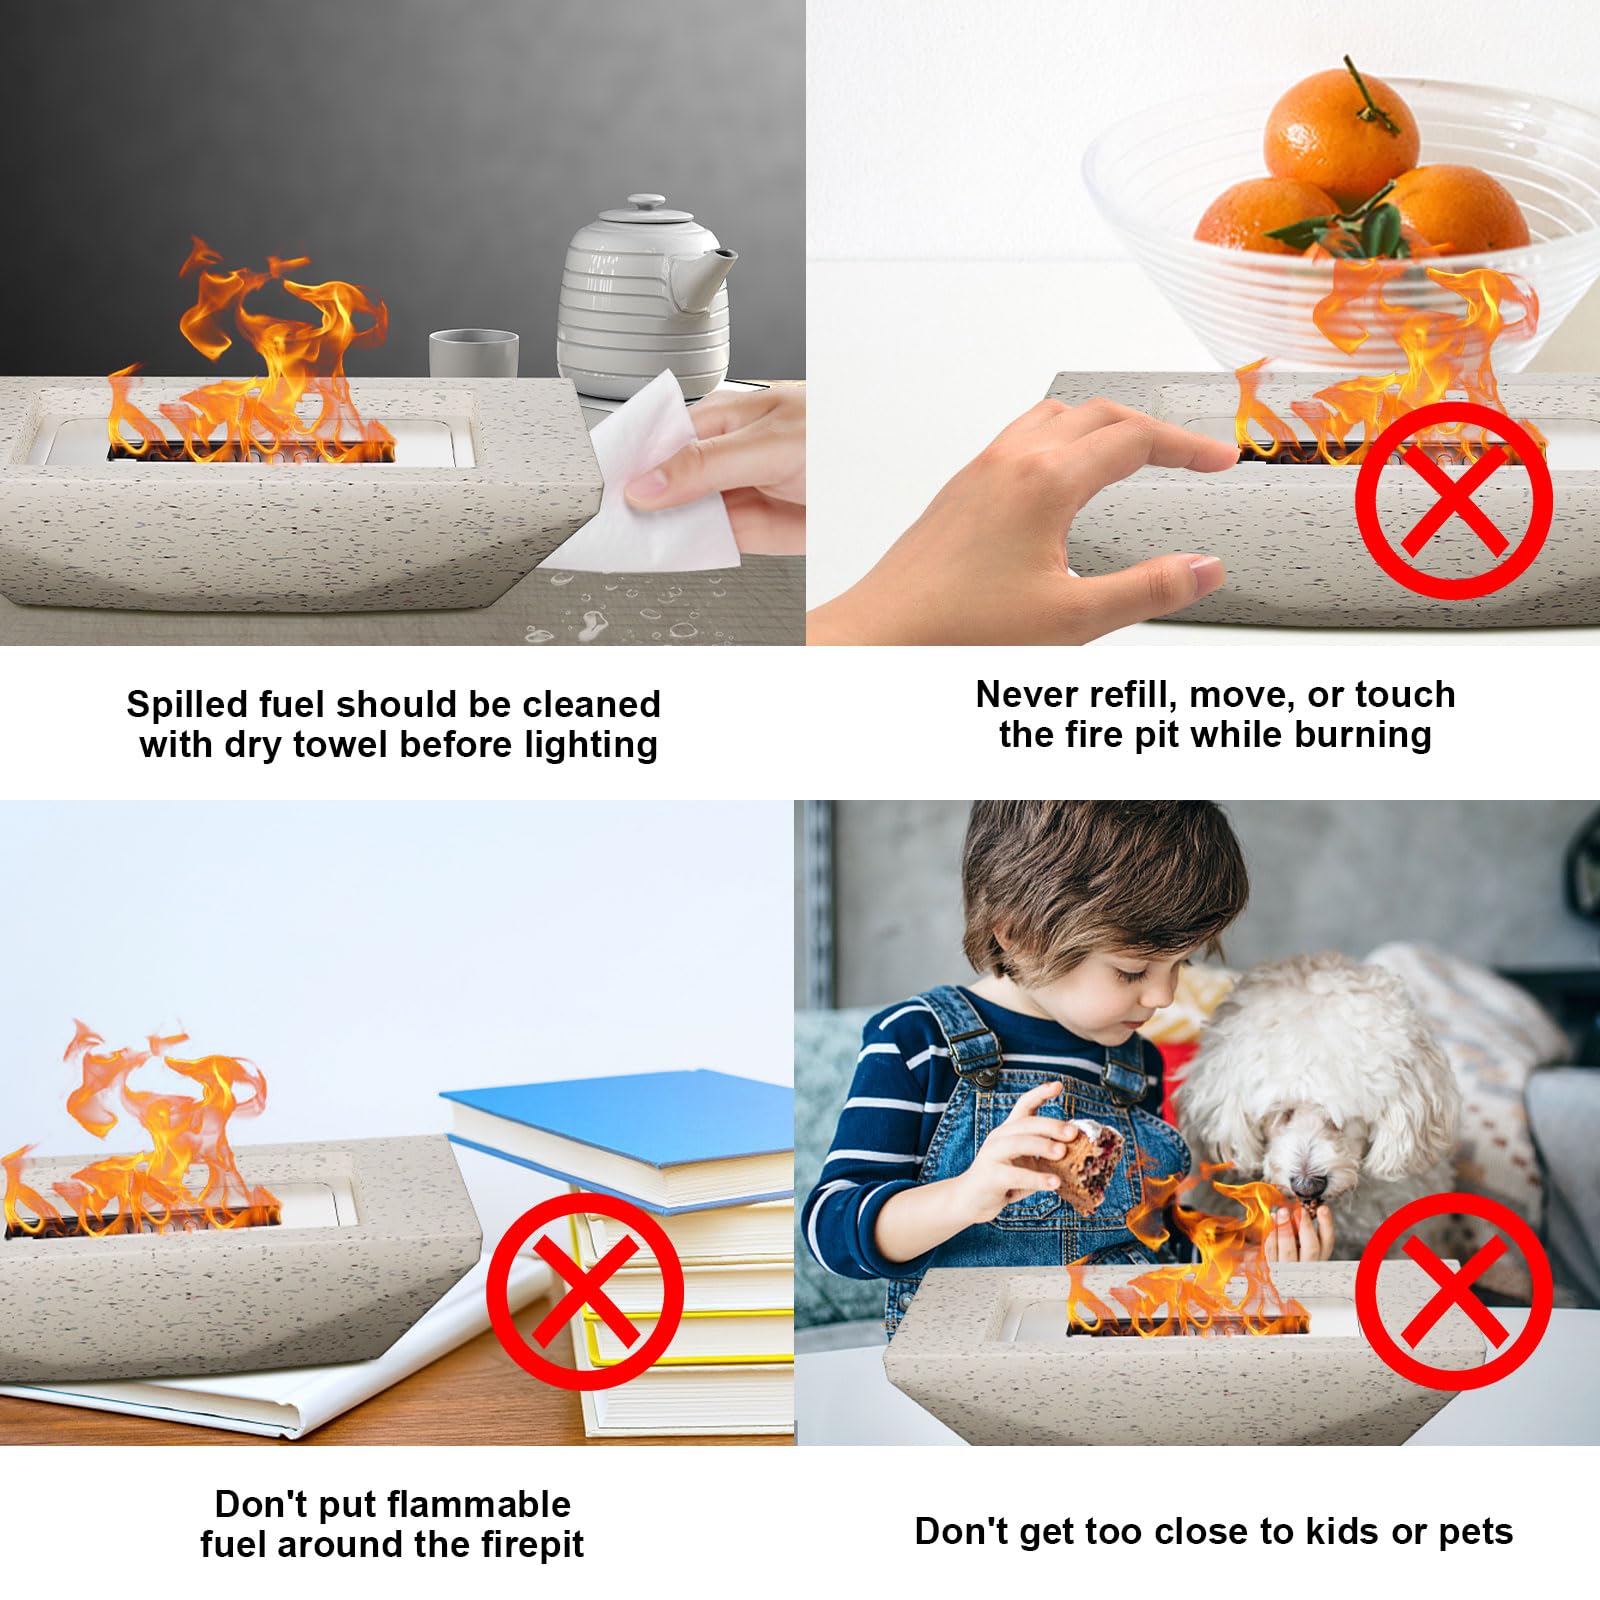 Spilled fuel should be cleaned
with dry towel before lighting
Never refill, move, or touch
the fire pit while burning
Don't put flammable
fuel around the firepit
Don't get too close to kids or pets